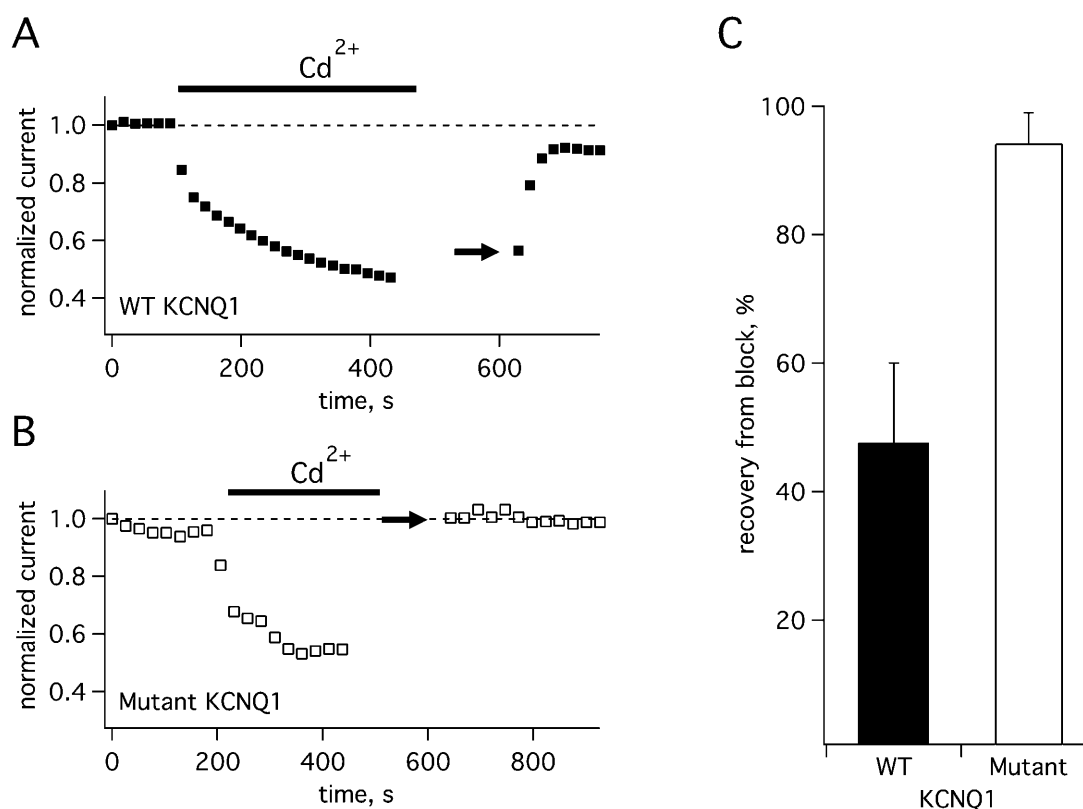 A
Cd2+
normalized current
1.0
0.8
0.6
0.4
WT KCNQ1
0 200 400 600
time, s
B
Cd2+
normalized current
1.0
0.8
0.6
0.4
Mutant KCNQ1
0 200 400 600 800
time, s
C
recovery from block, %
100
80
60
40
20
WT Mutant
KCNQ1